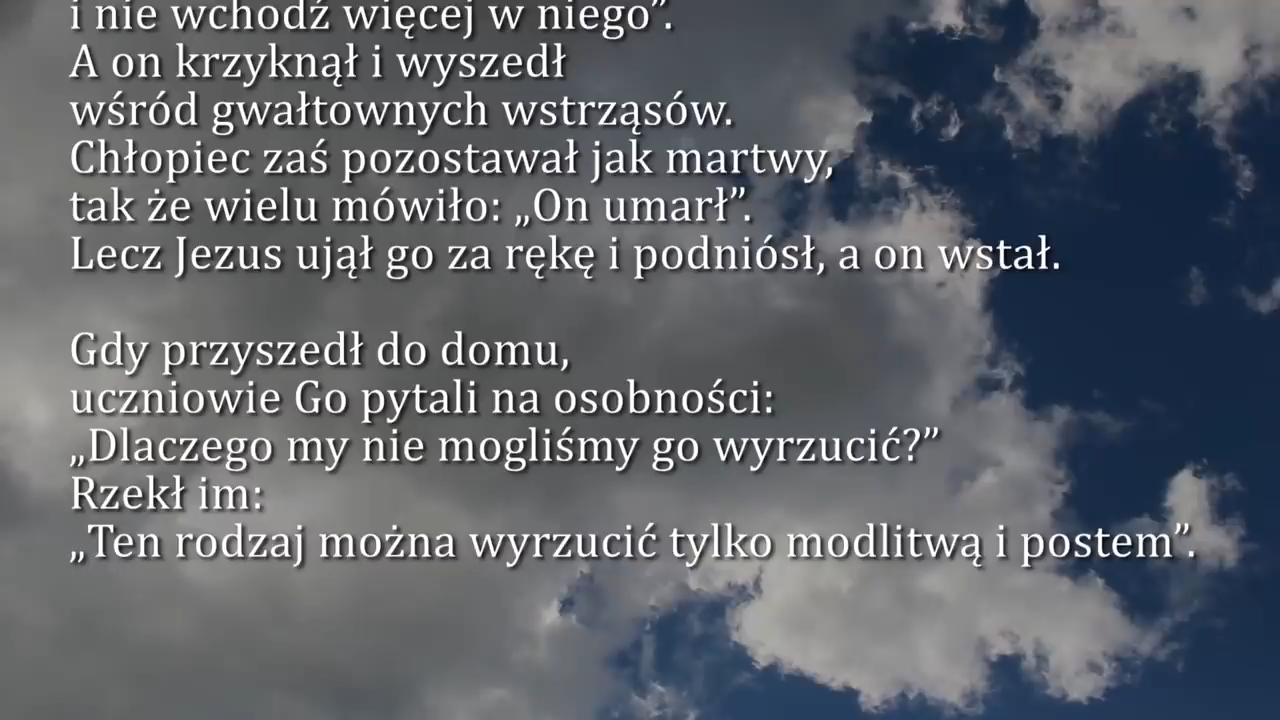 i nie wchodź więcej w niego”.
A on krzyknął i wyszedł
wśród gwałtownych wstrząsów.
Chłopiec zaś pozostawał jak martwy,
tak że wielu mówiło: „On umarł”.
Lecz Jezus ujął go za rękę i podniósł, a on wstał.
Gdy przyszedł do domu,
uczniowie Go pytali na osobności:
„Dlaczego my nie mogliśmy go wyrzucić?”
Rzekł im:
„Ten rodzaj można wyrzucić tylko modlitwą i postem”.